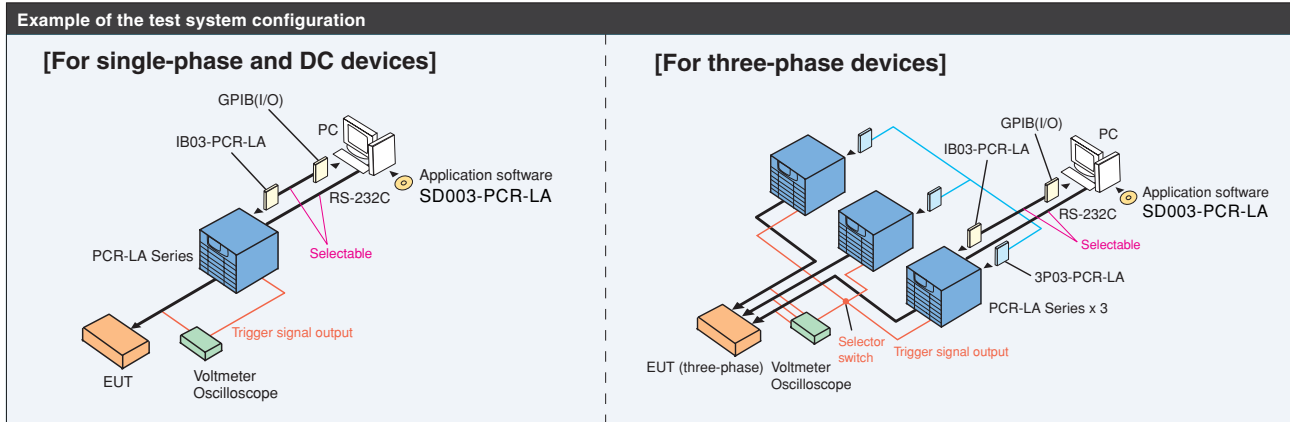 Example of the test system configuration
[For single-phase and DC devices]
GPIB(I/O)
PC
IB03-PCR-LA
Application software
SD003-PCR-LA
RS-232C
Selectable
PCR-LA Series
Trigger signal output
EUT
Voltmeter
Oscilloscope
[For three-phase devices]
GPIB(I/O)
PC
IB03-PCR-LA
Application software
SD003-PCR-LA
RS-232C
Selectable
3P03-PCR-LA
PCR-LA Series x 3
Selector
switch
Trigger signal output
EUT (three-phase)
Voltmeter
Oscilloscope